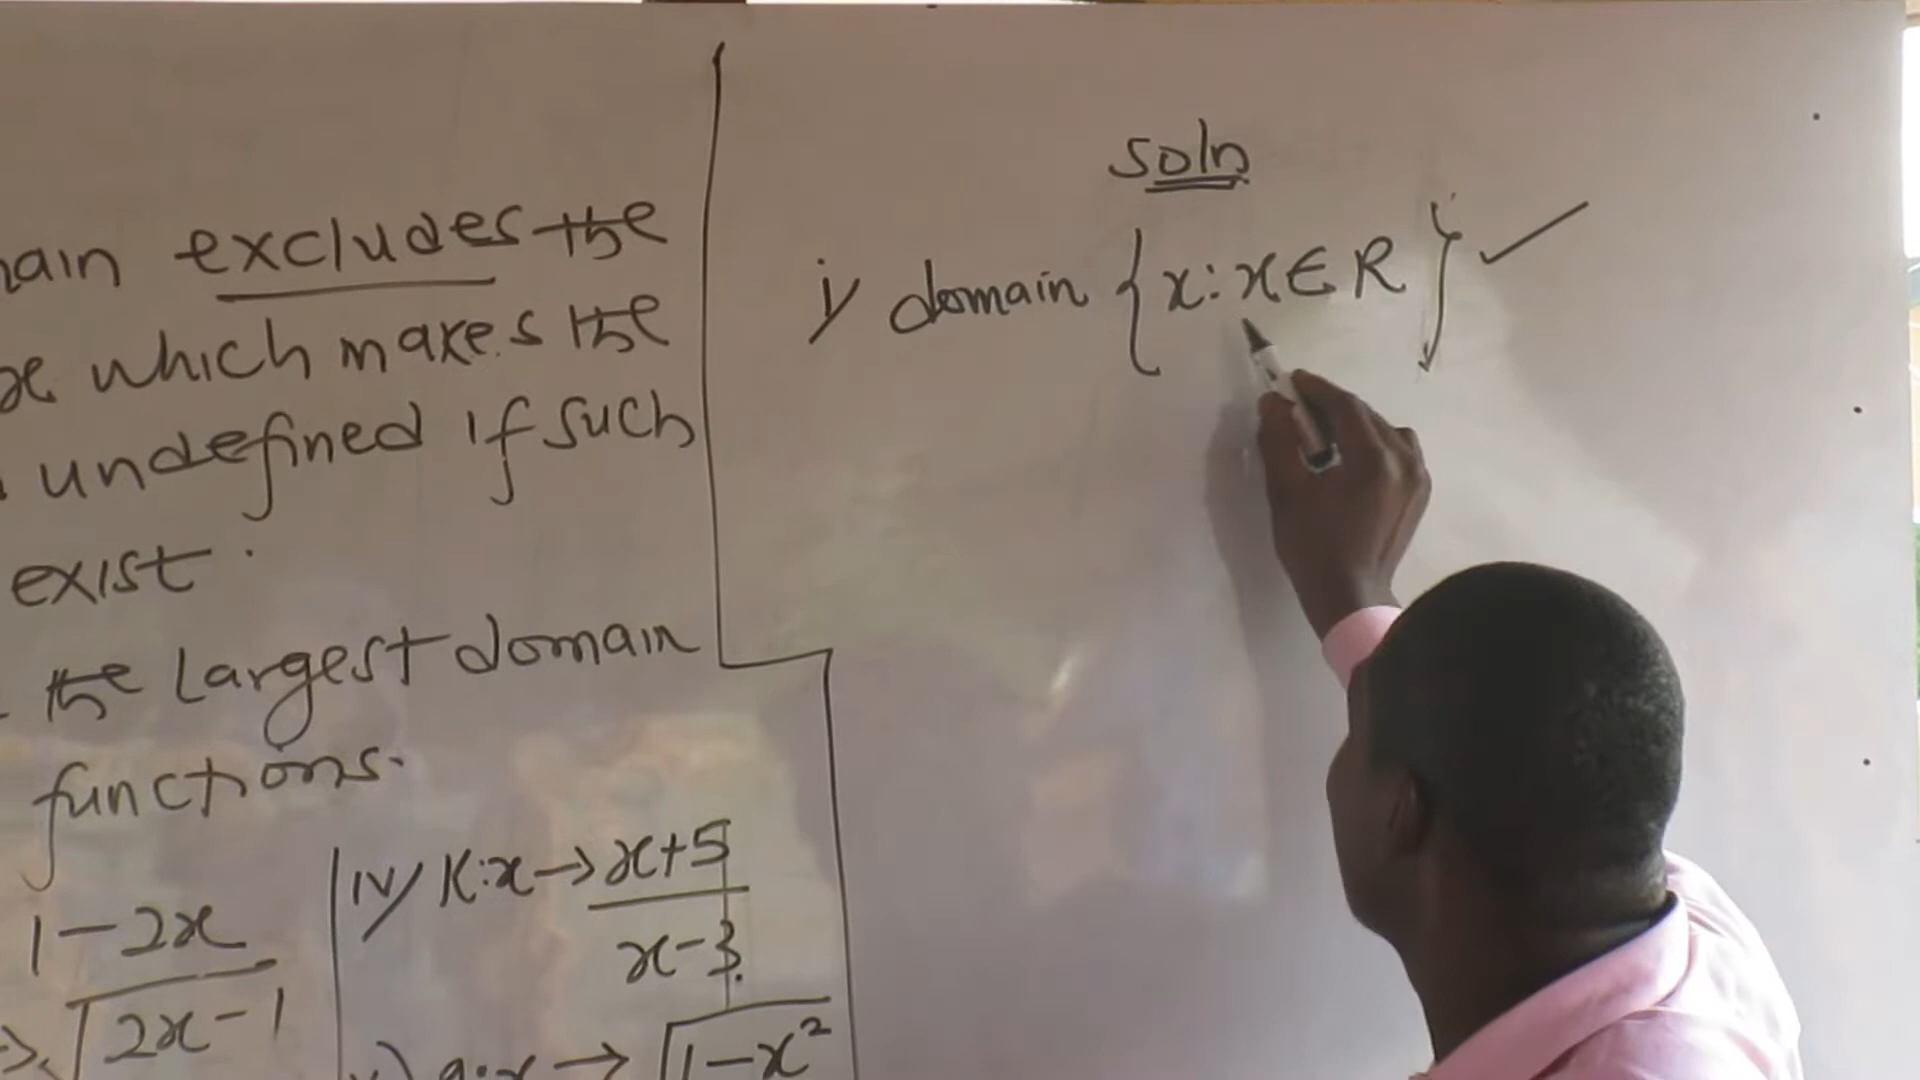 excludes the
x which makes the
undefined if such
exist.
the largest domain
functions.
1-2x
√2x-1
iv) K:x→x+5
x-3
√1-x²
Soln
i) domain {x:x∈R} ✓